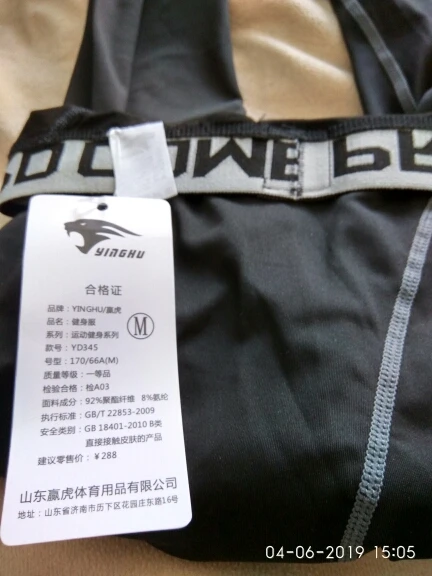 YINGHU
合格证
品牌：YINGHU/赢虎
品名：健身服
系列：运动健身系列
M
款号：YD345
号型：170/66A(M)
质量等级：一等品
检验合格：检A03
面料成分：92%聚酯纤维 8%氨纶
执行标准：GB/T 22853-2009
安全类别：GB 18401-2010 B类
直接接触皮肤的产品
建议零售价：￥288
山东赢虎体育用品有限公司
地址：山东省济南市历下区花园庄东路16号
04-06-2019 15:05